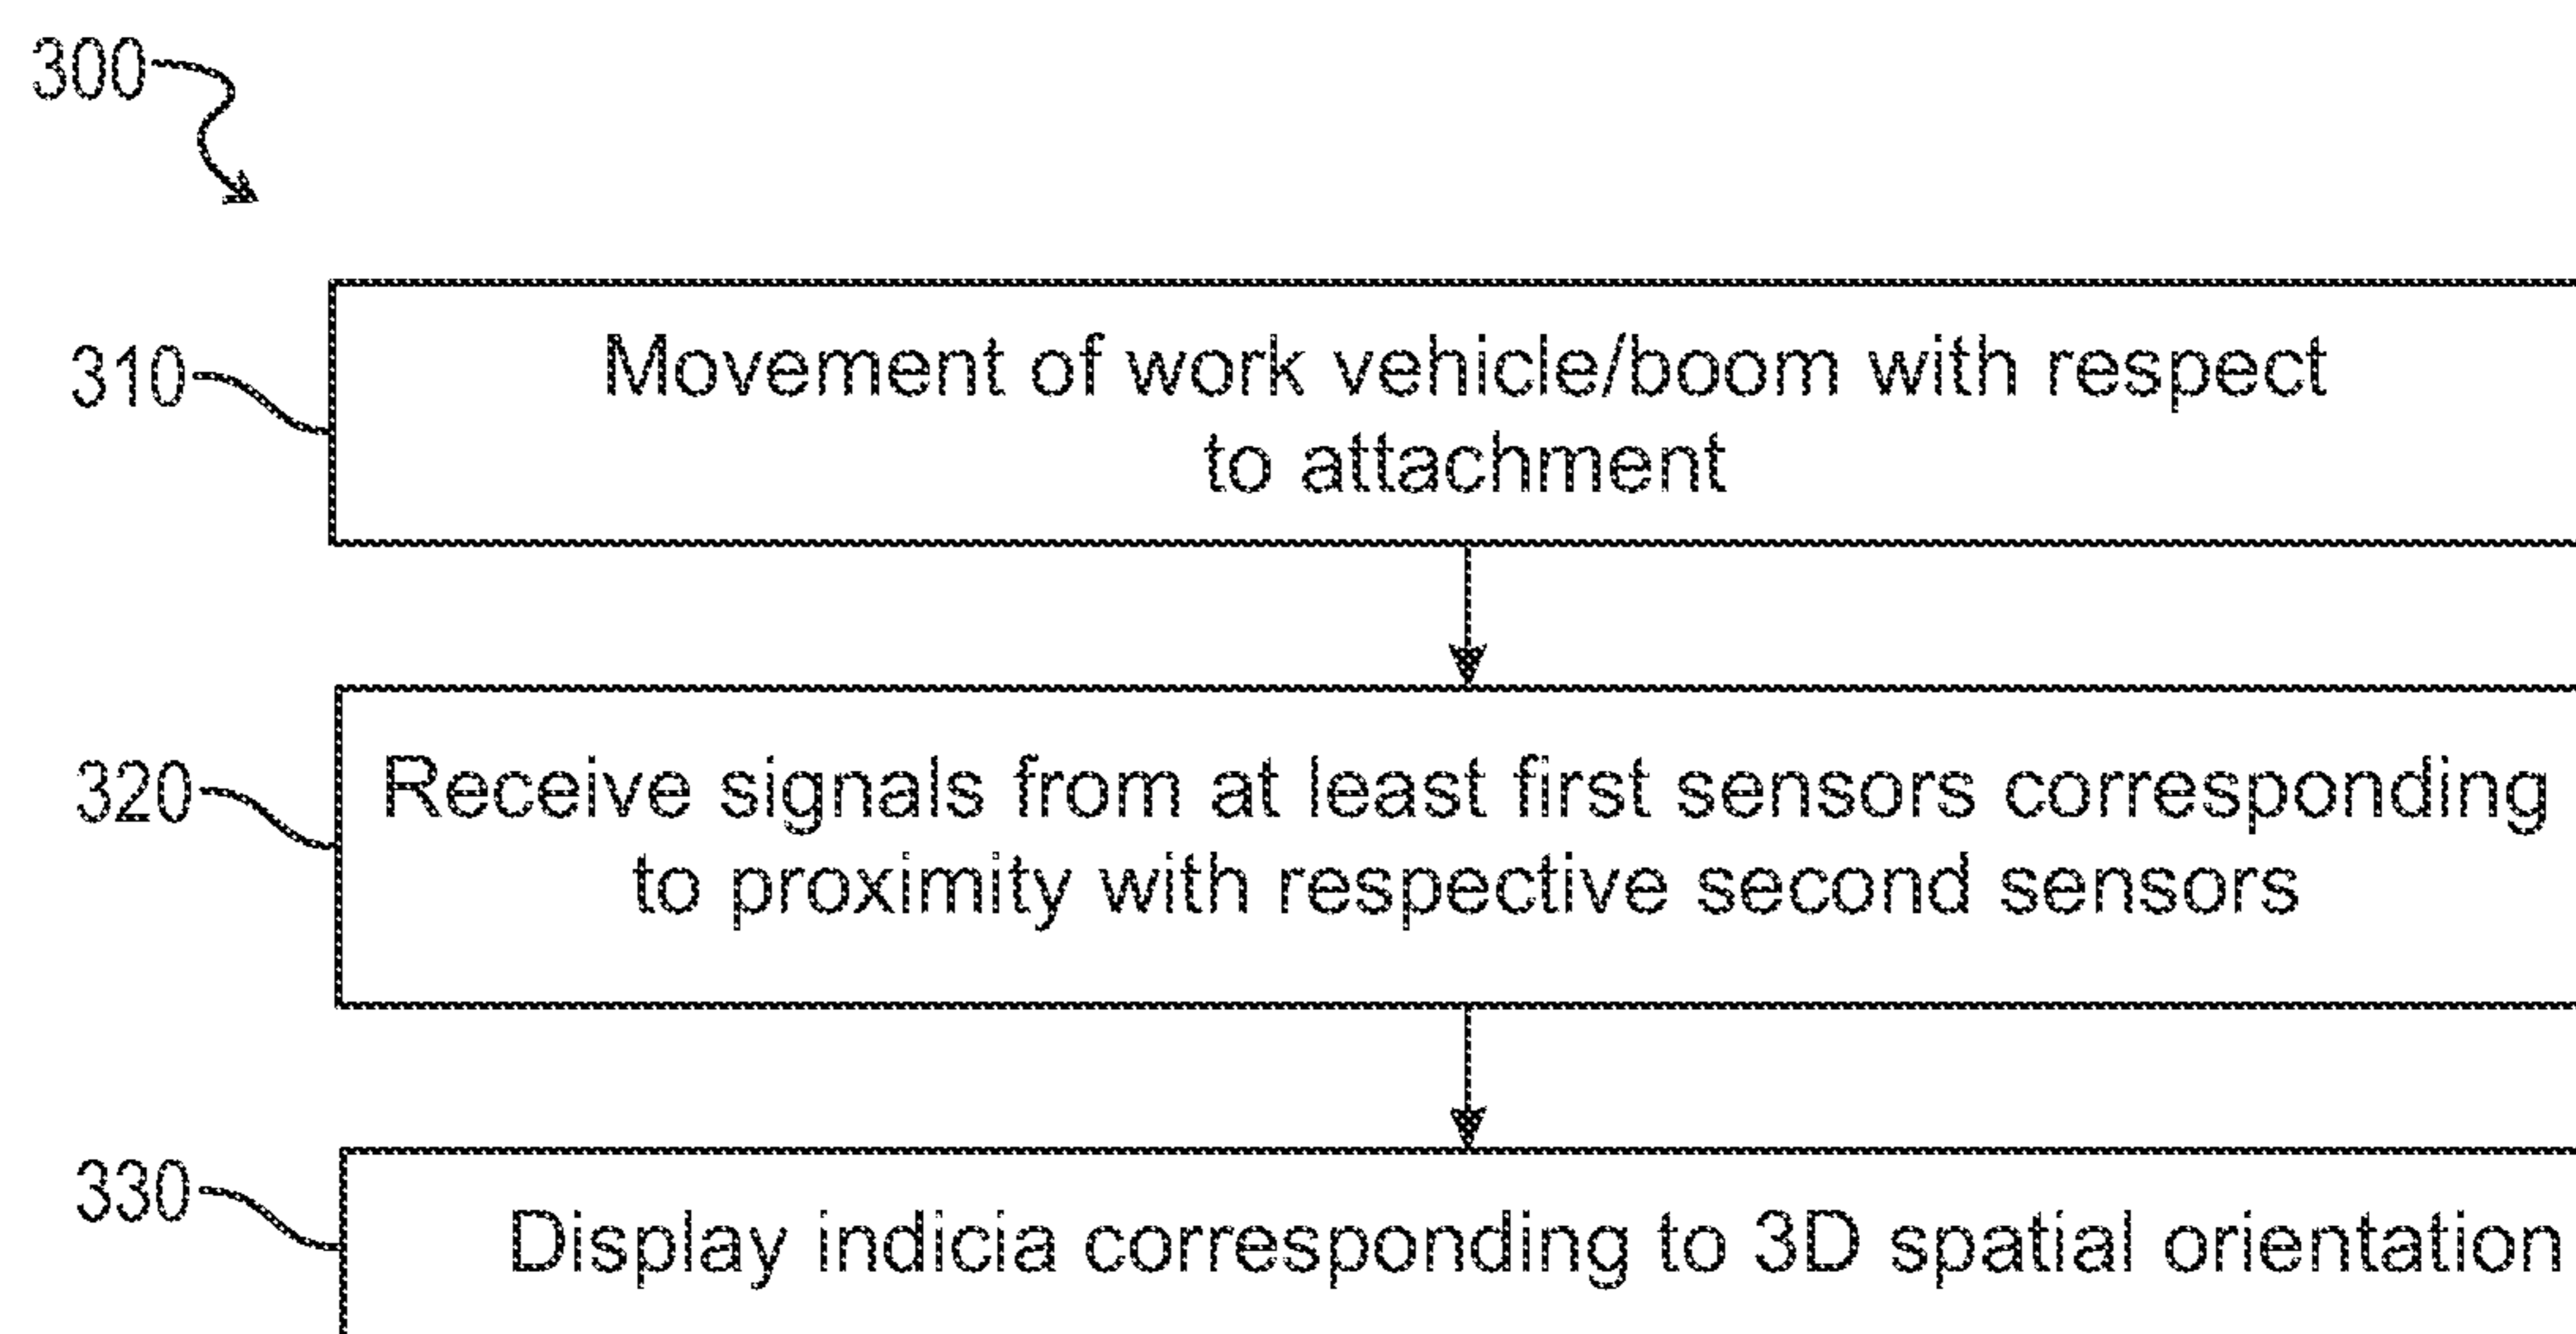 300
310
Movement of work vehicle/boom with respect
to attachment
320
Receive signals from at least first sensors corresponding
to proximity with respective second sensors
330
Display indicia corresponding to 3D spatial orientation